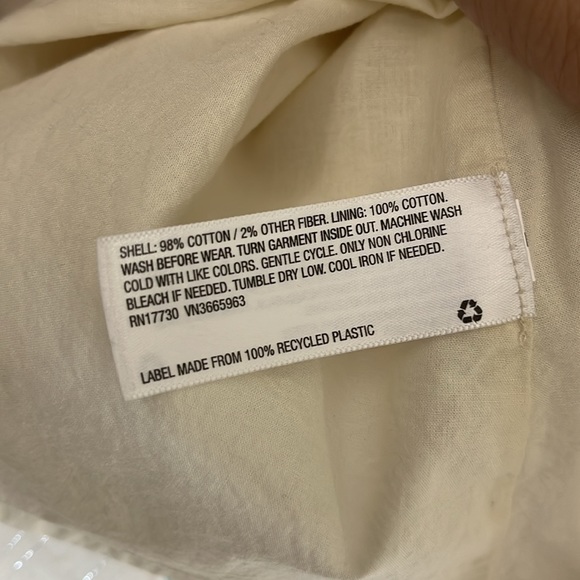 SHELL: 98% COTTON / 2% OTHER FIBER. LINING: 100% COTTON.
WASH BEFORE WEAR. TURN GARMENT INSIDE OUT. MACHINE WASH
COLD WITH LIKE COLORS. GENTLE CYCLE. ONLY NON CHLORINE
BLEACH IF NEEDED. TUMBLE DRY LOW. COOL IRON IF NEEDED.
RN17730 VN3665963
LABEL MADE FROM 100% RECYCLED PLASTIC